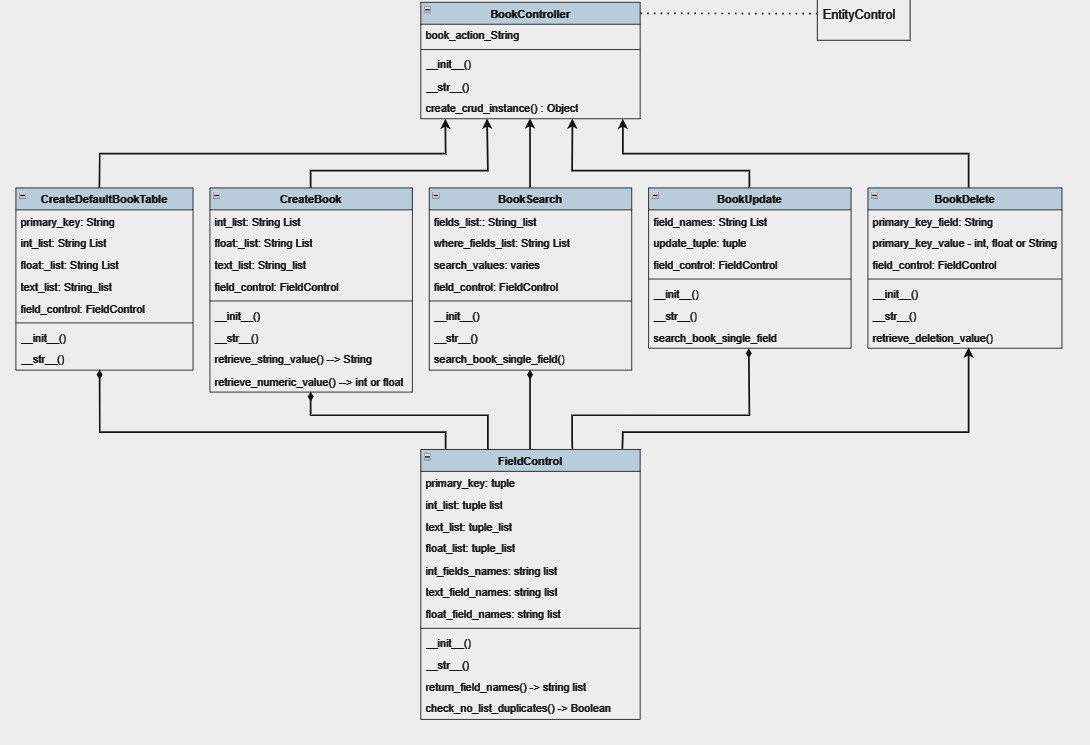 BookController
EntityControl
book_action_String
__init__()
__str__()
create_crud_instance() : Object
CreateDefaultBookTable
primary_key: String
int_list: String List
float:_list: String List
text_list: String_list
field_control: FieldControl
__init__()
__str__()
CreateBook
int_list: String List
float:_list: String List
text_list: String_list
field_control: FieldControl
__init__()
__str__()
retrieve_string_value() --> String
retrieve_numeric_value() --> int or float
BookSearch
fields_list:: String_list
where_fields_list: String List
search_values: varies
field_control: FieldControl
__init__()
__str__()
search_book_single_field()
BookUpdate
field_names: String List
update_tuple: tuple
field_control: FieldControl
__init__()
__str__()
search_book_single_field
BookDelete
primary_key_field: String
primary_key_value - int, float or String
field_control: FieldControl
__init__()
__str__()
retrieve_deletion_value()
FieldControl
primary_key: tuple
int_list: tuple list
text_list: tuple_list
float_list: tuple_list
int_fields_names: string list
text_field_names: string list
float_field_names: string list
__init__()
__str__()
return_field_names() -> string list
check_no_list_duplicates() -> Boolean